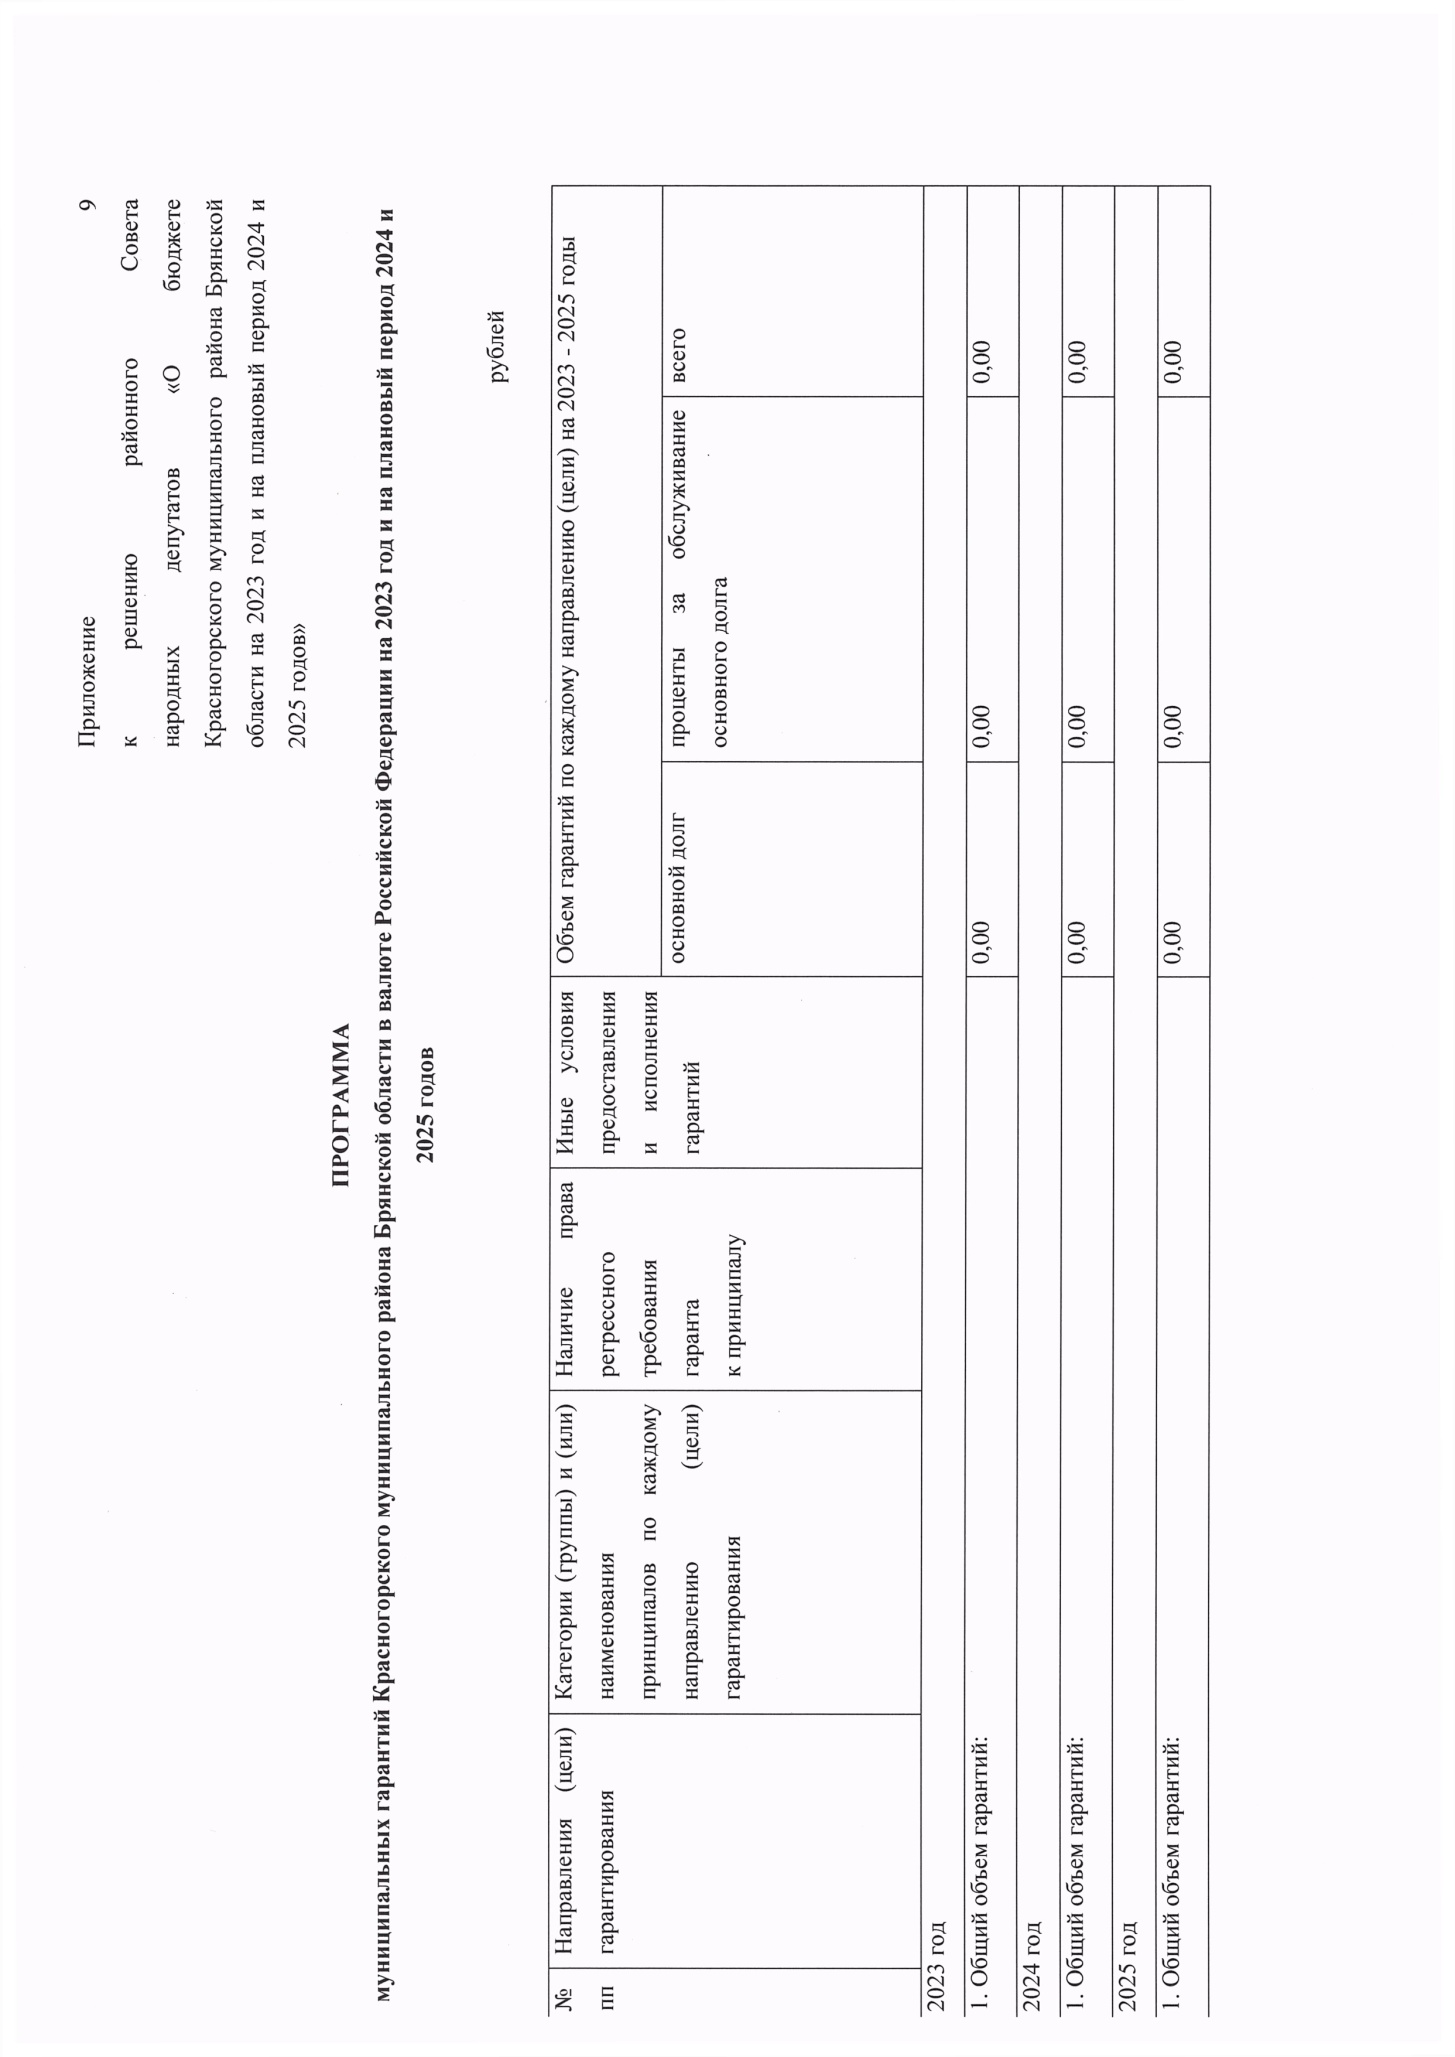 Приложение 9
к решению районного Совета
народных депутатов «О бюджете
Красногорского муниципального района Брянской
области на 2023 год и на плановый период 2024 и
2025 годов»
ПРОГРАММА
муниципальных гарантий Красногорского муниципального района Брянской области в валюте Российской Федерации на 2023 год и на плановый период 2024 и
2025 годов
рублей
№
пп
Направления (цели)
гарантирования
Категории (группы) и (или)
наименования
принципалов по каждому
направлению (цели)
гарантирования
Наличие права
регрессного
требования
гаранта
к принципалу
Иные условия
предоставления
и исполнения
гарантий
Объем гарантий по каждому направлению (цели) на 2023 - 2025 годы
основной долг
проценты за обслуживание
основного долга
всего
2023 год
1. Общий объем гарантий: 0,00 0,00 0,00
2024 год
1. Общий объем гарантий: 0,00 0,00 0,00
2025 год
1. Общий объем гарантий: 0,00 0,00 0,00